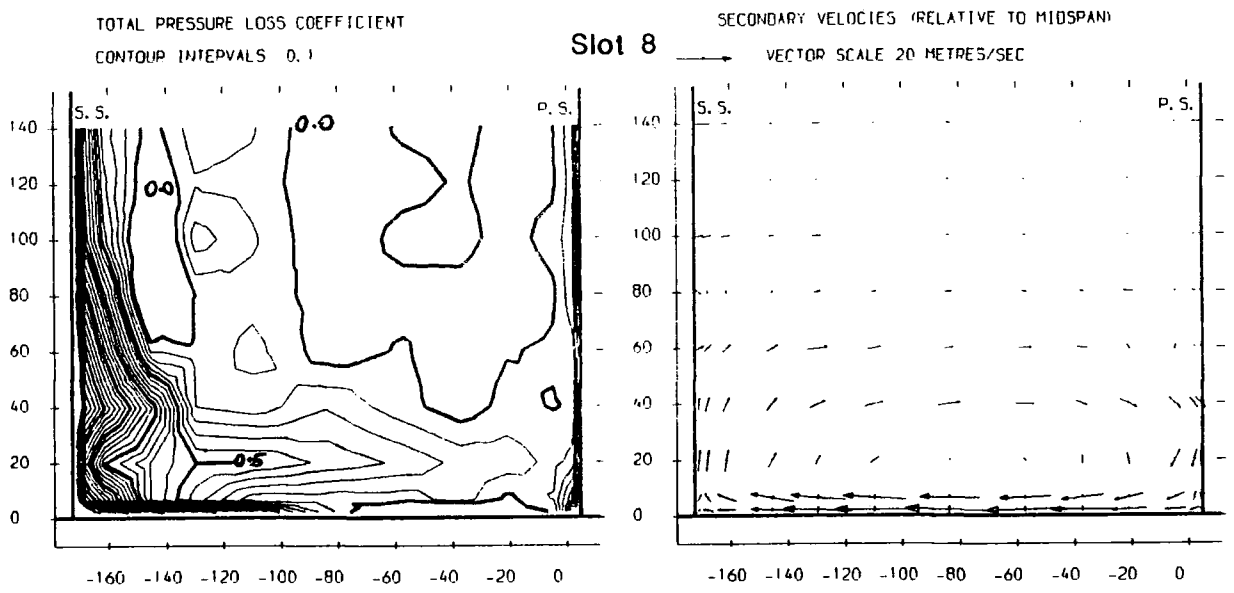 TOTAL PRESSURE LOSS COEFFICIENT
CONTOUR INTEPVALS 0.1
Slot 8
SECONDARY VELOCIES (RELATIVE TO MIDSPAN)
VECTOR SCALE 20 METRES/SEC
S.S.
P.S.
0.0
0.0
0.5
140
120
100
80
60
40
20
0
-160 -140 -120 -100 -80 -60 -40 -20 0
S.S.
P.S.
140
120
100
80
60
40
20
0
-160 -140 -120 -100 -80 -60 -40 -20 0